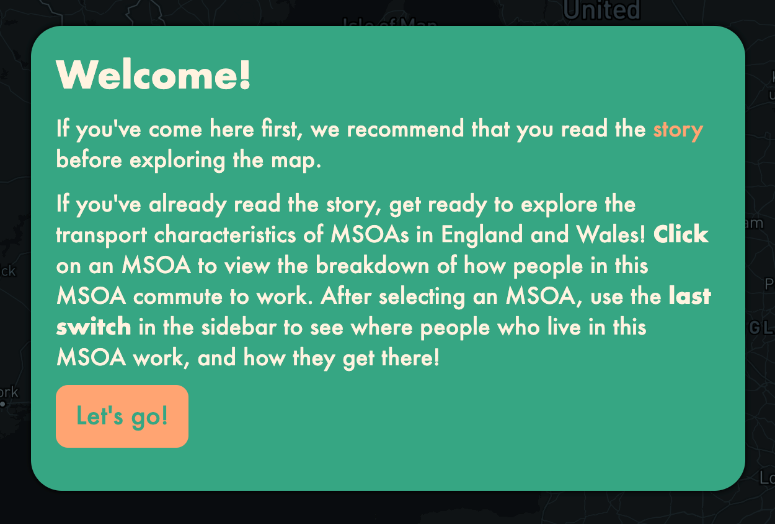 United
Isle of Man
Welcome!
If you've come here first, we recommend that you read the story
before exploring the map.
If you've already read the story, get ready to explore the
transport characteristics of MSOAs in England and Wales! Click
on an MSOA to view the breakdown of how people in this
MSOA commute to work. After selecting an MSOA, use the last
switch in the sidebar to see where people who live in this
MSOA work, and how they get there!
Let's go!